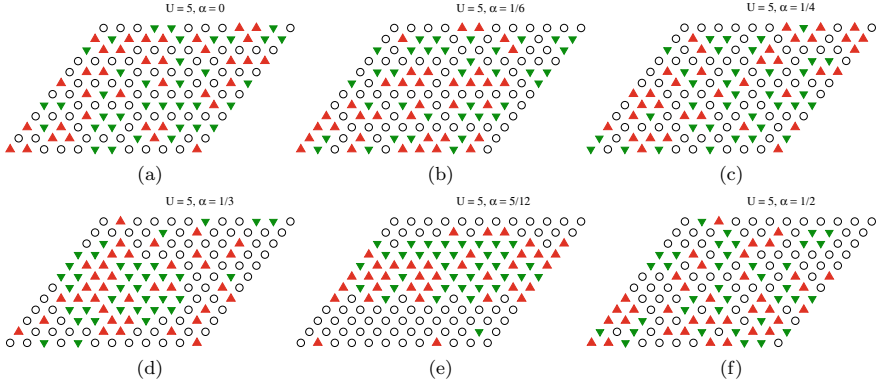 U = 5, α = 0
U = 5, α = 1/6
U = 5, α = 1/4
(a)
(b)
(c)
U = 5, α = 1/3
U = 5, α = 5/12
U = 5, α = 1/2
(d)
(e)
(f)